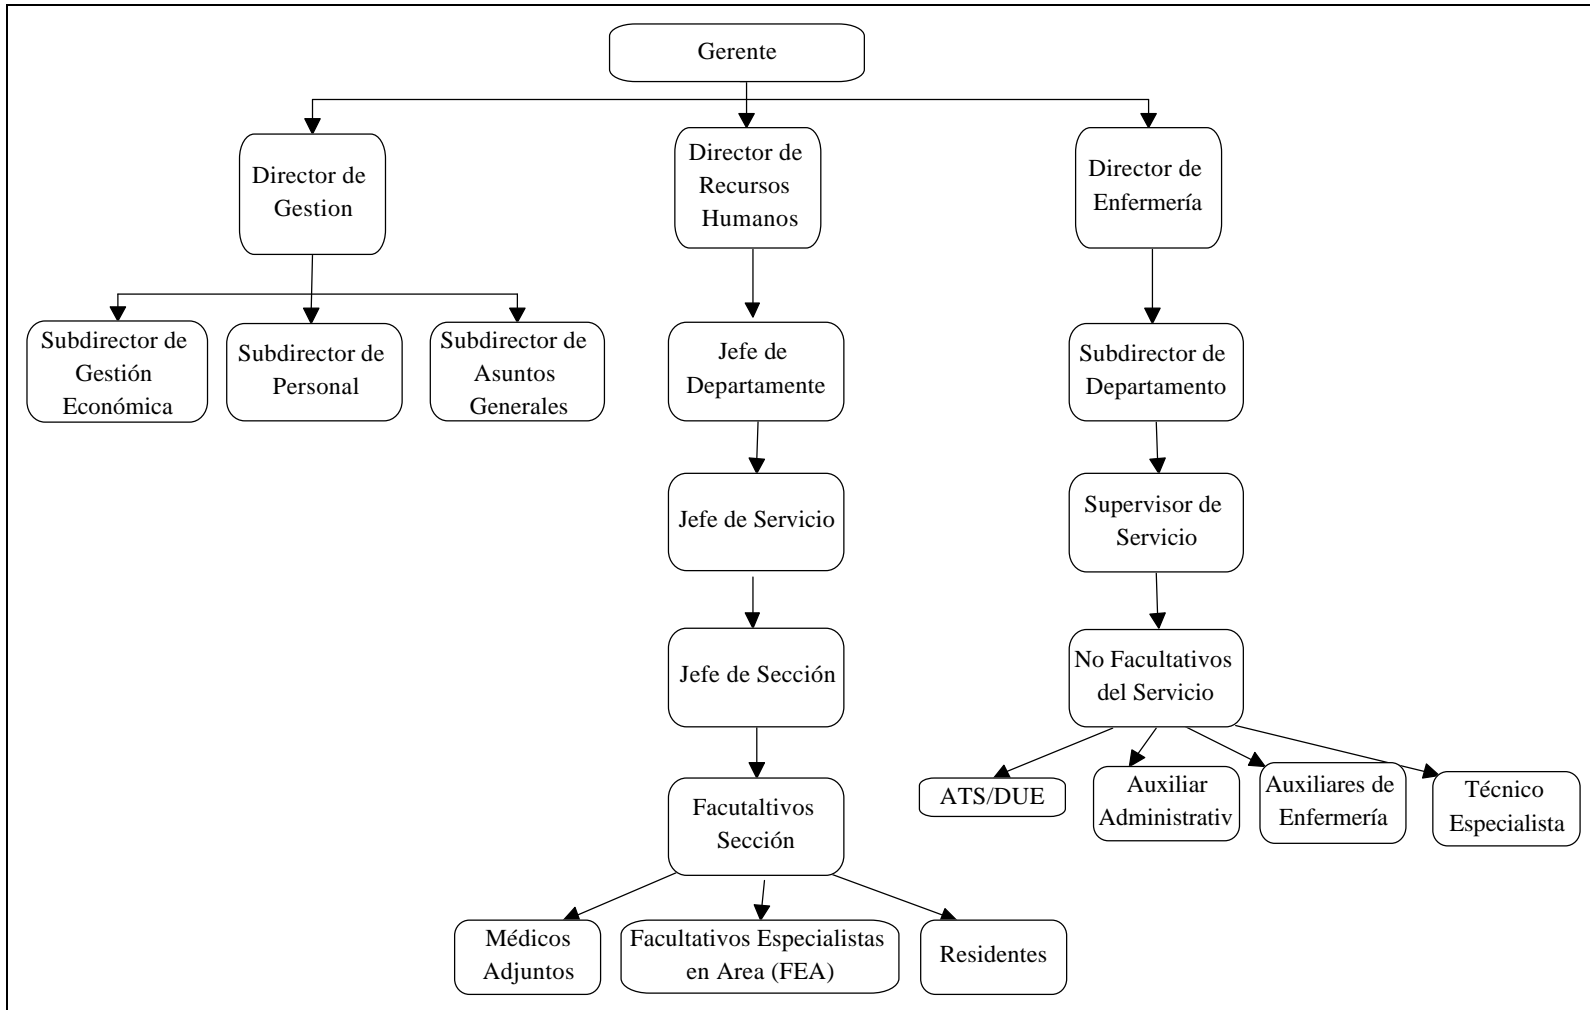 Gerente
Director de
Gestion
Director de
Recursos
Humanos
Director de
Enfermería
Subdirector de
Gestión
Económica
Subdirector de
Personal
Subdirector de
Asuntos
Generales
Jefe de
Departamente
Subdirector de
Departamento
Jefe de Servicio
Supervisor de
Servicio
Jefe de Sección
No Facultativos
del Servicio
Facutaltivos
Sección
ATS/DUE
Auxiliar
Administrativ
Auxiliares de
Enfermería
Técnico
Especialista
Médicos
Adjuntos
Facultativos Especialistas
en Area (FEA)
Residentes